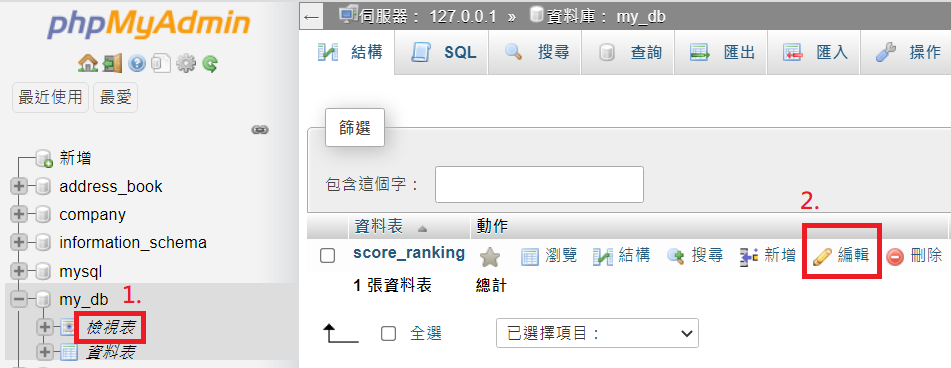 phpMyAdmin
最近使用 最愛
新增
address_book
company
information_schema
mysql
my_db
1.
檢視表
資料表
伺服器： 127.0.0.1 » 資料庫： my_db
結構 SQL 搜尋 查詢 匯出 匯入 操作
篩選
包含這個字：
2.
資料表 動作
score_ranking 瀏覽 結構 搜尋 新增 編輯 刪除
1 張資料表 總計
全選 已選擇項目：